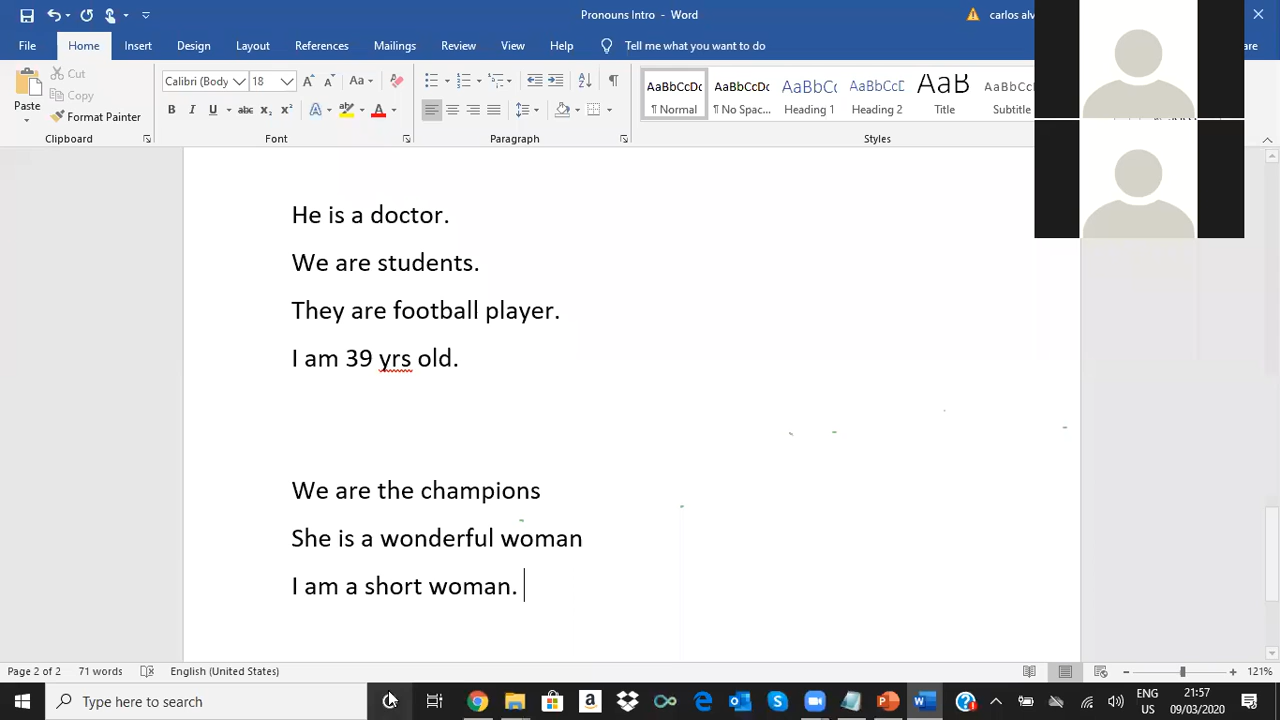 Pronouns Intro - Word
carlos alv
File Home Insert Design Layout References Mailings Review View Help Tell me what you want to do
Cut
Copy
Format Painter
Paste
Calibri (Body 18
AaBbCcDc AaBbCcDc AaBbC( AaBbCcC AaB AaBbCcD
¶ Normal ¶ No Spac... Heading 1 Heading 2 Title Subtitle
Clipboard Font Paragraph Styles
He is a doctor.
We are students.
They are football player.
I am 39 yrs old.
We are the champions
She is a wonderful woman
I am a short woman.
Page 2 of 2 71 words English (United States) 121%
Type here to search
ENG
US
21:57
09/03/2020